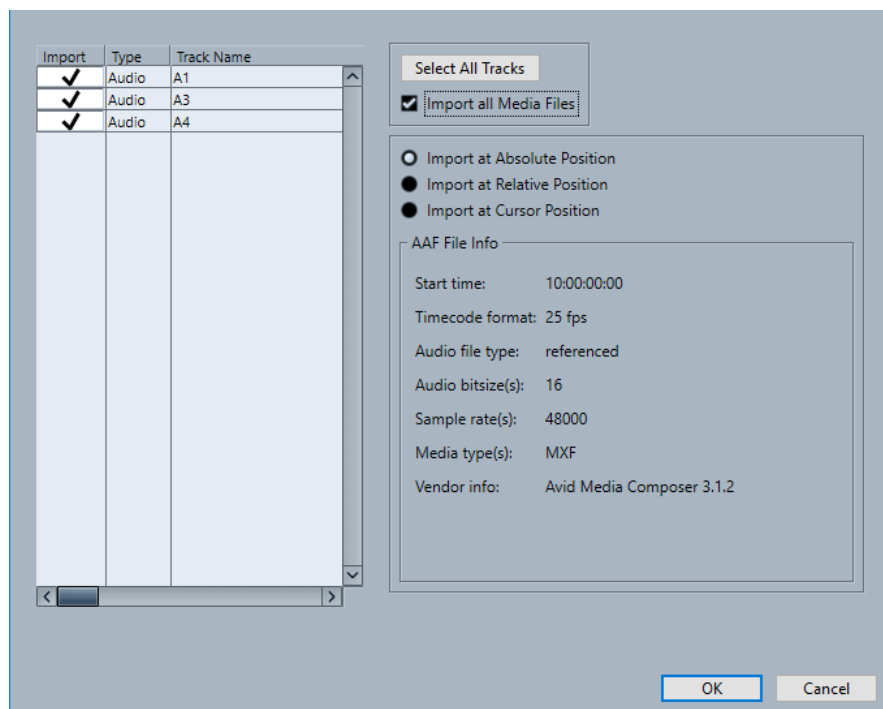 Import Type Track Name
Audio A1
Audio A3
Audio A4
Select All Tracks
Import all Media Files
Import at Absolute Position
Import at Relative Position
Import at Cursor Position
AAF File Info
Start time: 10:00:00:00
Timecode format: 25 fps
Audio file type: referenced
Audio bitsize(s): 16
Sample rate(s): 48000
Media type(s): MXF
Vendor info: Avid Media Composer 3.1.2
OK Cancel